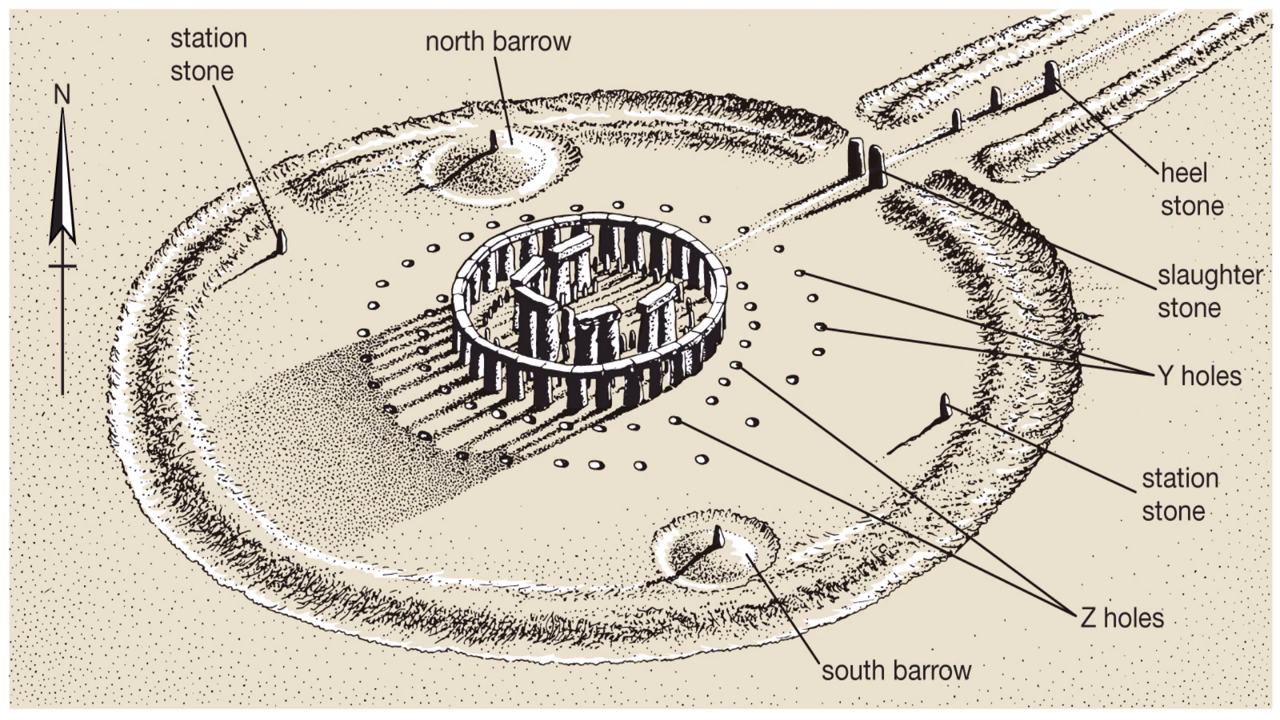 station
stone
north barrow
N
heel
stone
slaughter
stone
Y holes
station
stone
Z holes
south barrow